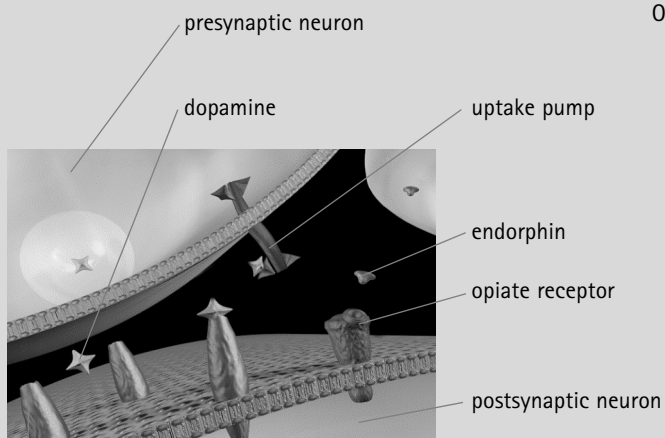 presynaptic neuron
dopamine
uptake pump
endorphin
opiate receptor
postsynaptic neuron